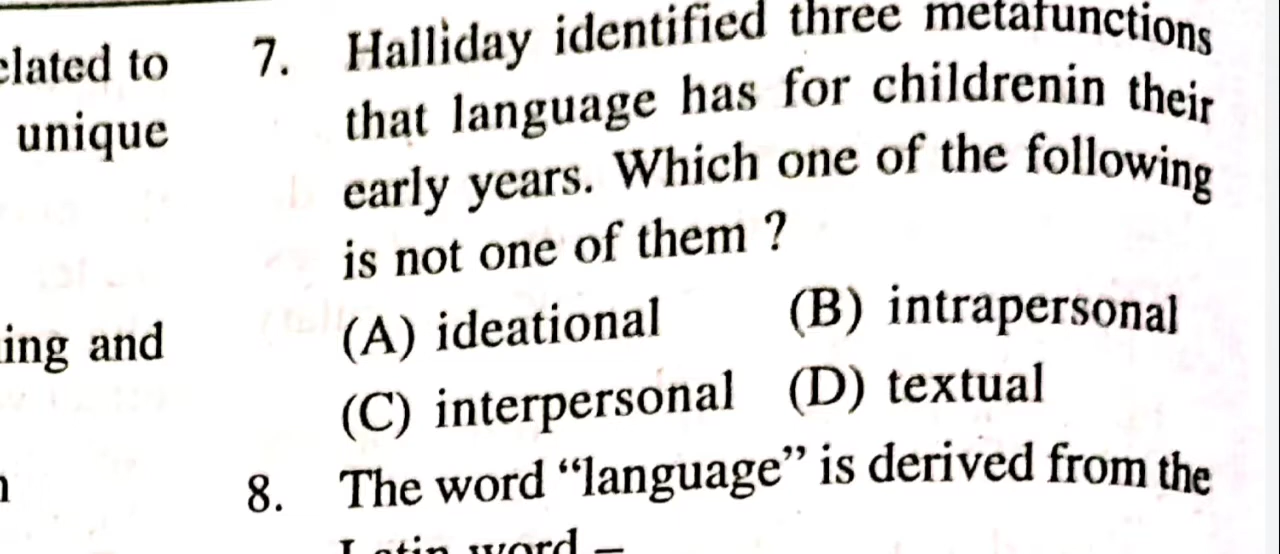 elated to
unique
ing and
7. Halliday identified three metafunctions
that language has for childrenin their
early years. Which one of the following
is not one of them ?
(A) ideational (B) intrapersonal
(C) interpersonal (D) textual
8. The word “language” is derived from the
Latin word –